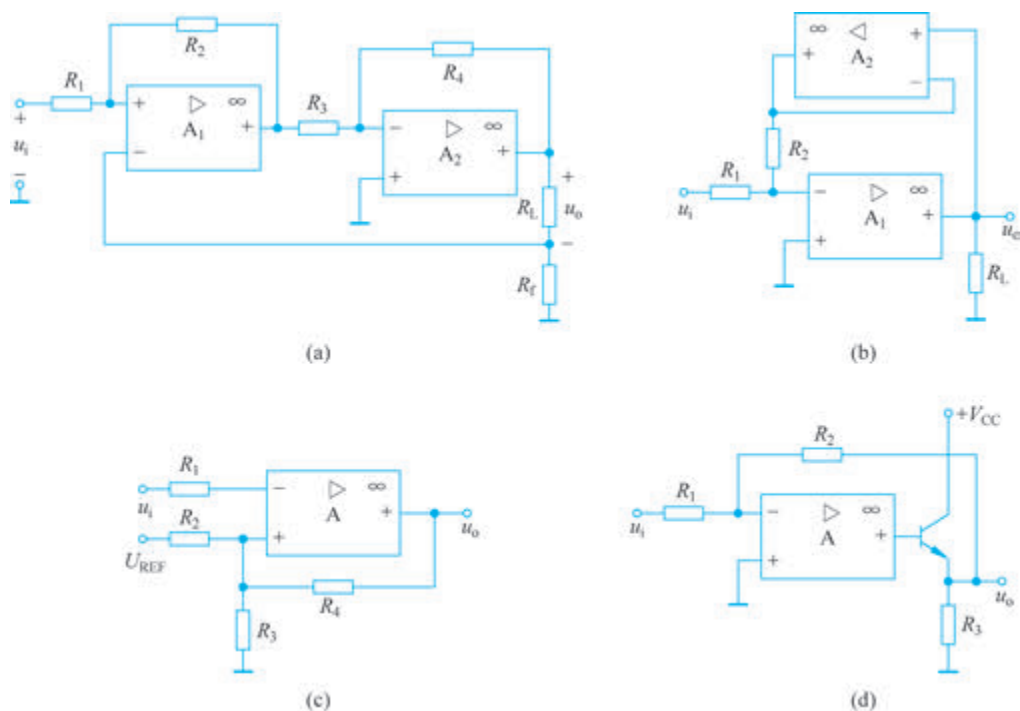 R2
R1
+
ui
−
+
−
▷ ∞
A1
+
R3
R4
−
+
▷ ∞
A2
+
+
RL
uo
−
Rf
(a)
∞ ◁
+
A2
+
−
R2
R1
ui
−
+
▷ ∞
A1
+
uo
RL
(b)
R1
ui
R2
UREF
−
+
▷ ∞
A
+
uo
R4
R3
(c)
+VCC
R2
R1
ui
−
+
▷ ∞
A
+
uo
R3
(d)